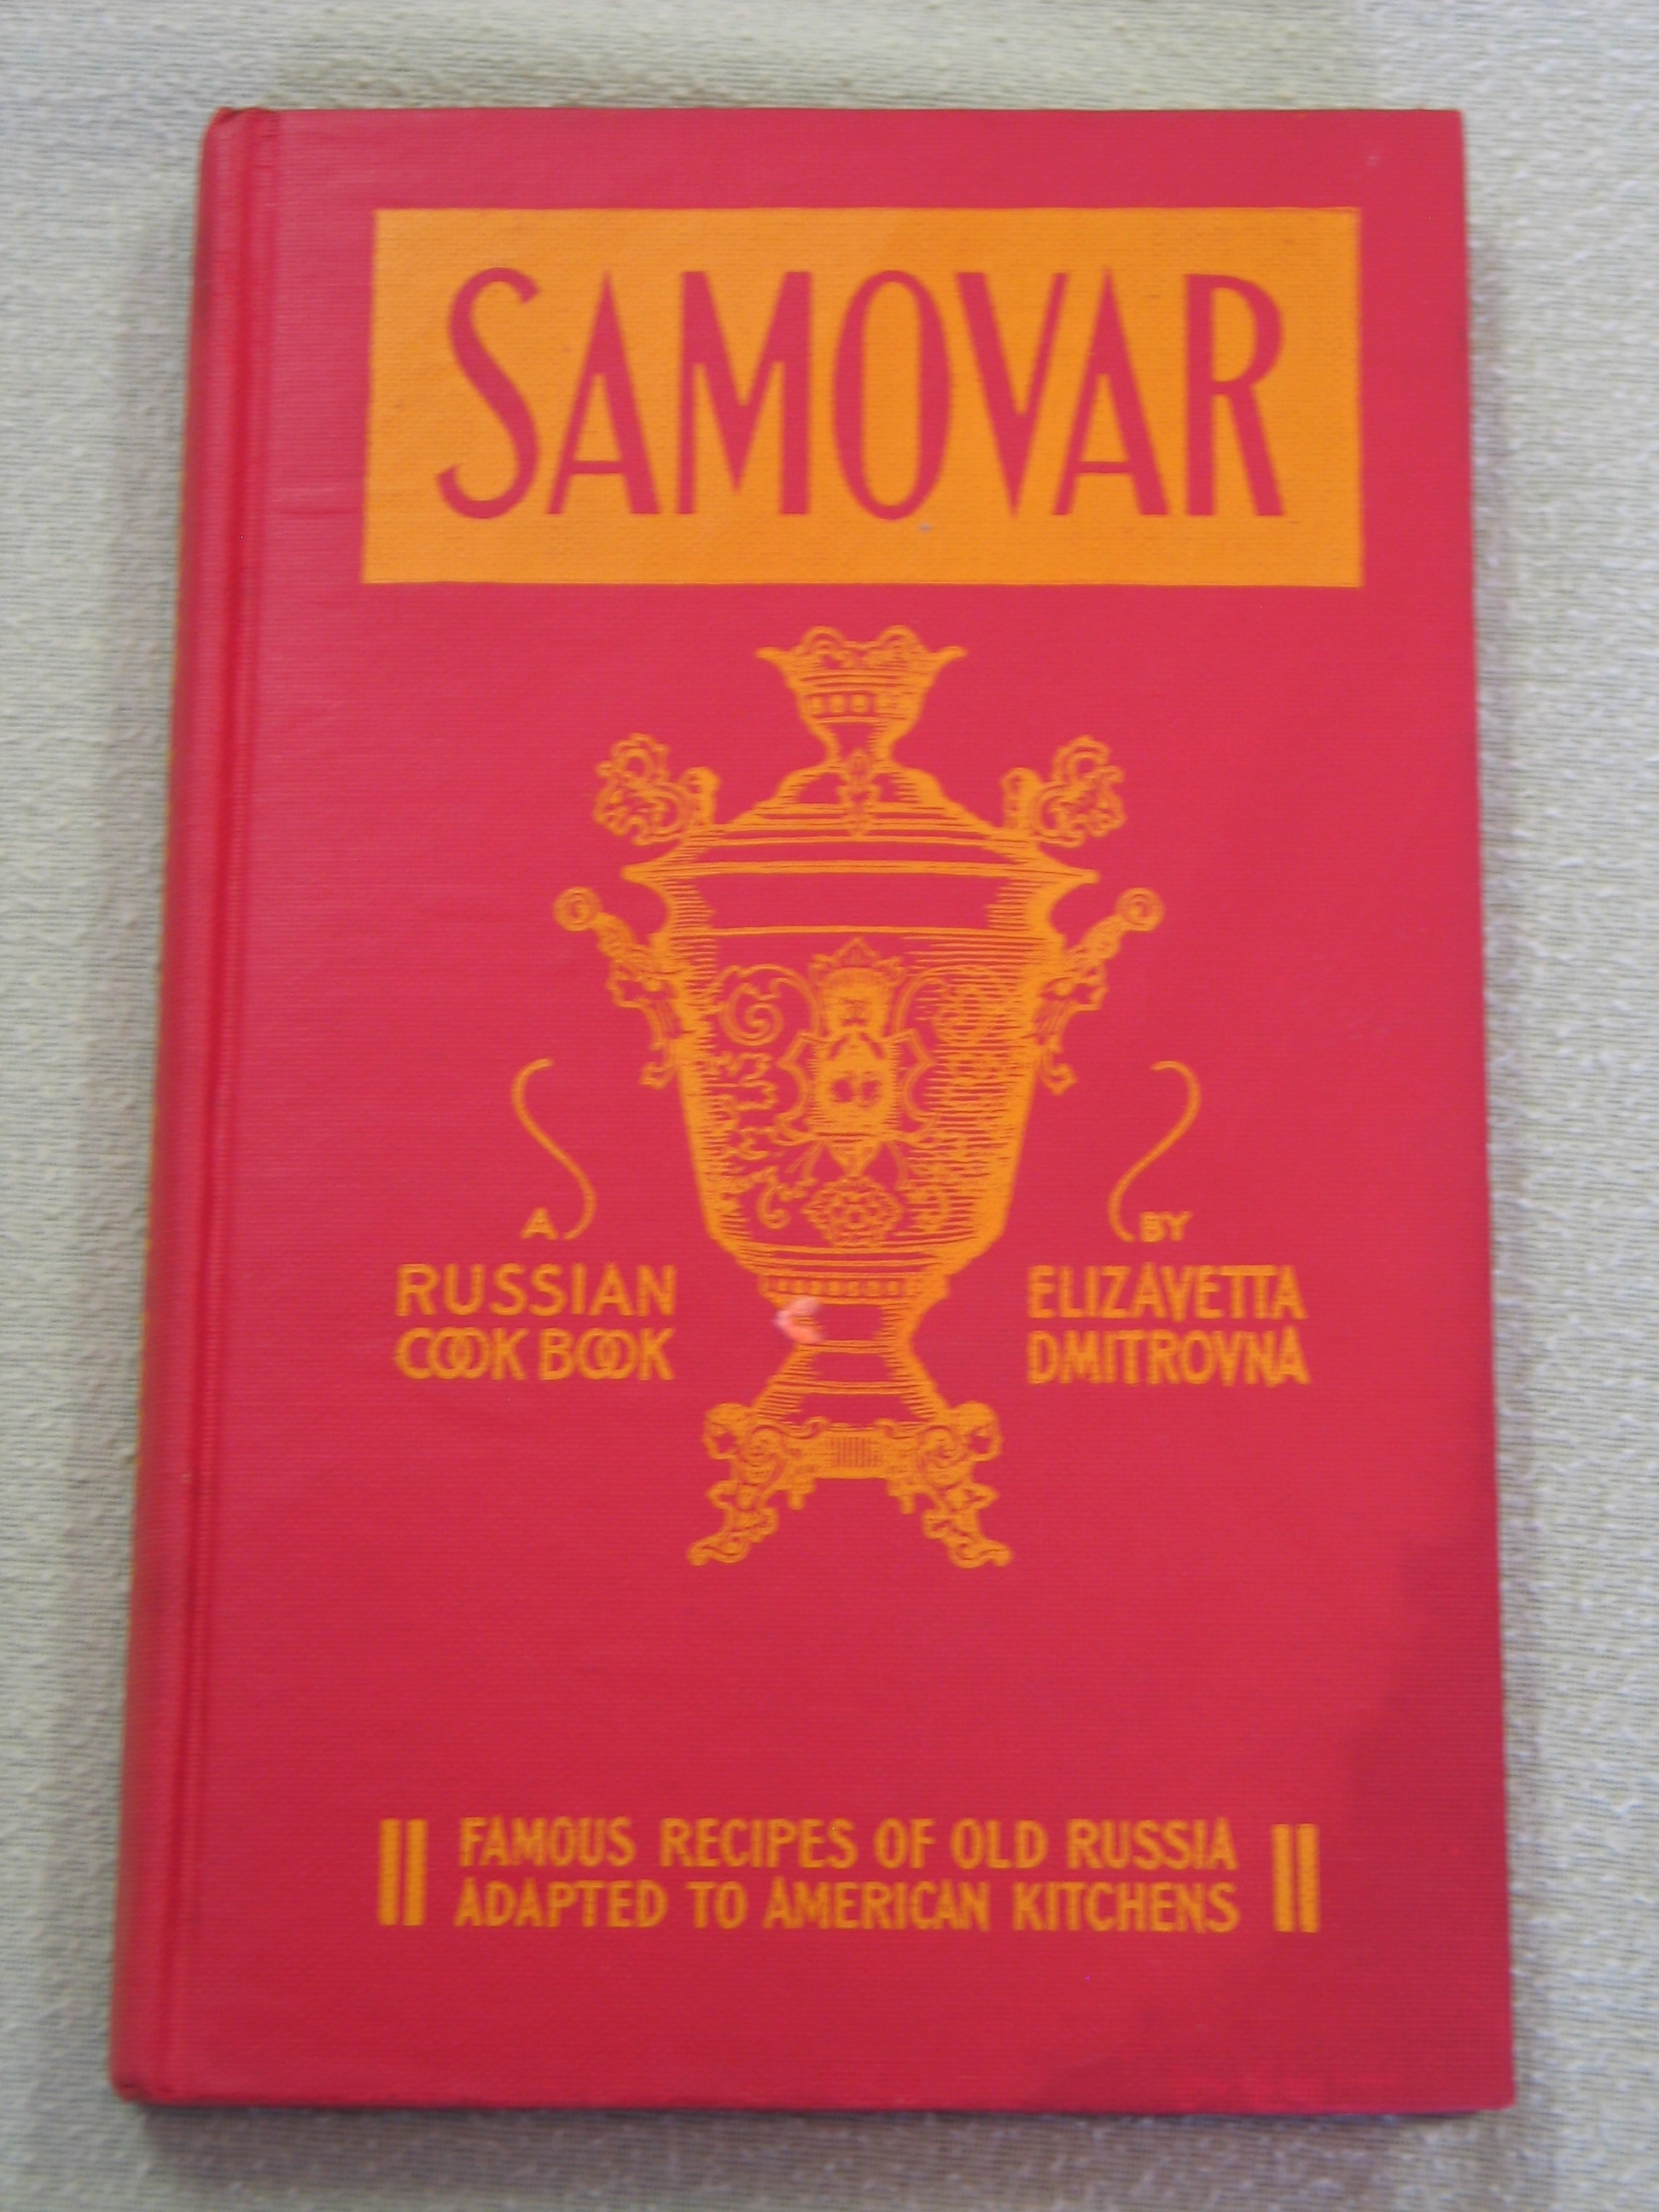 SAMOVAR
A
RUSSIAN
COOK BOOK
BY
ELIZAVETTA
DMITROVNA
FAMOUS RECIPES OF OLD RUSSIA
ADAPTED TO AMERICAN KITCHENS